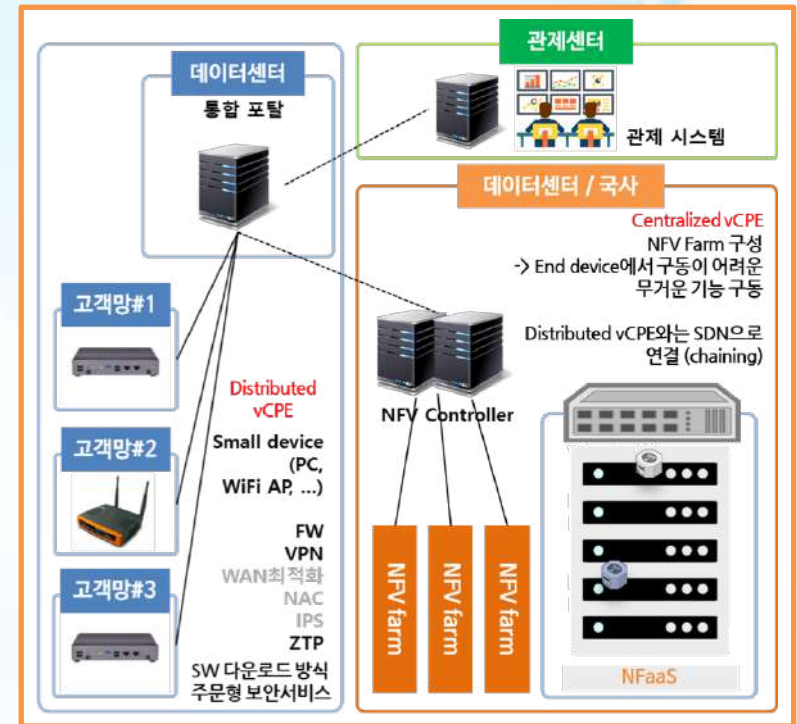 데이터센터
통합 포탈
고객망#1
고객망#2
고객망#3
Distributed
vCPE
Small device
(PC,
WiFi AP, ...)
FW
VPN
WAN최적화
NAC
IPS
ZTP
SW 다운로드 방식
주문형 보안서비스
관제센터
관제 시스템
데이터센터 / 국사
Centralized vCPE
NFV Farm 구성
-> End device에서 구동이 어려운
무거운 기능 구동
Distributed vCPE와는 SDN으로
연결 (chaining)
NFV Controller
NFV farm
NFV farm
NFV farm
NFaaS